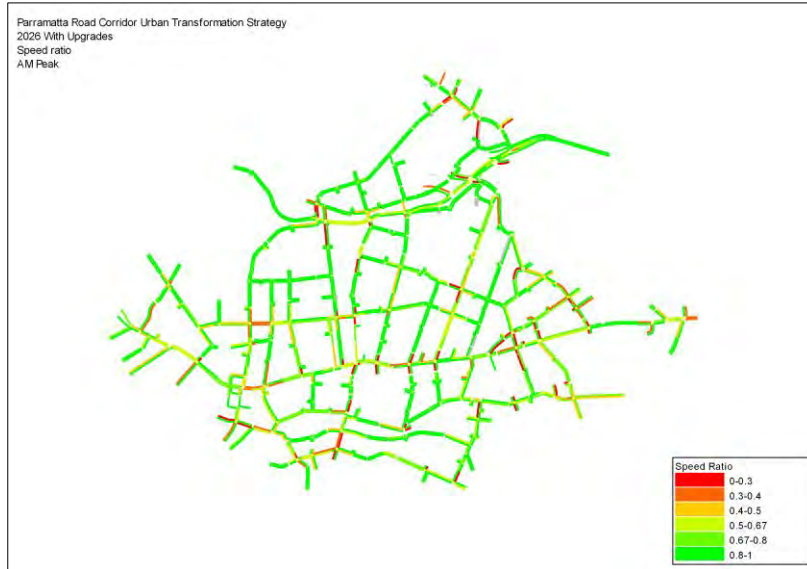 Parramatta Road Corridor Urban Transformation Strategy
2026 With Upgrades
Speed ratio
AM Peak
Speed Ratio
0-0.3
0.3-0.4
0.4-0.5
0.5-0.67
0.67-0.8
0.8-1